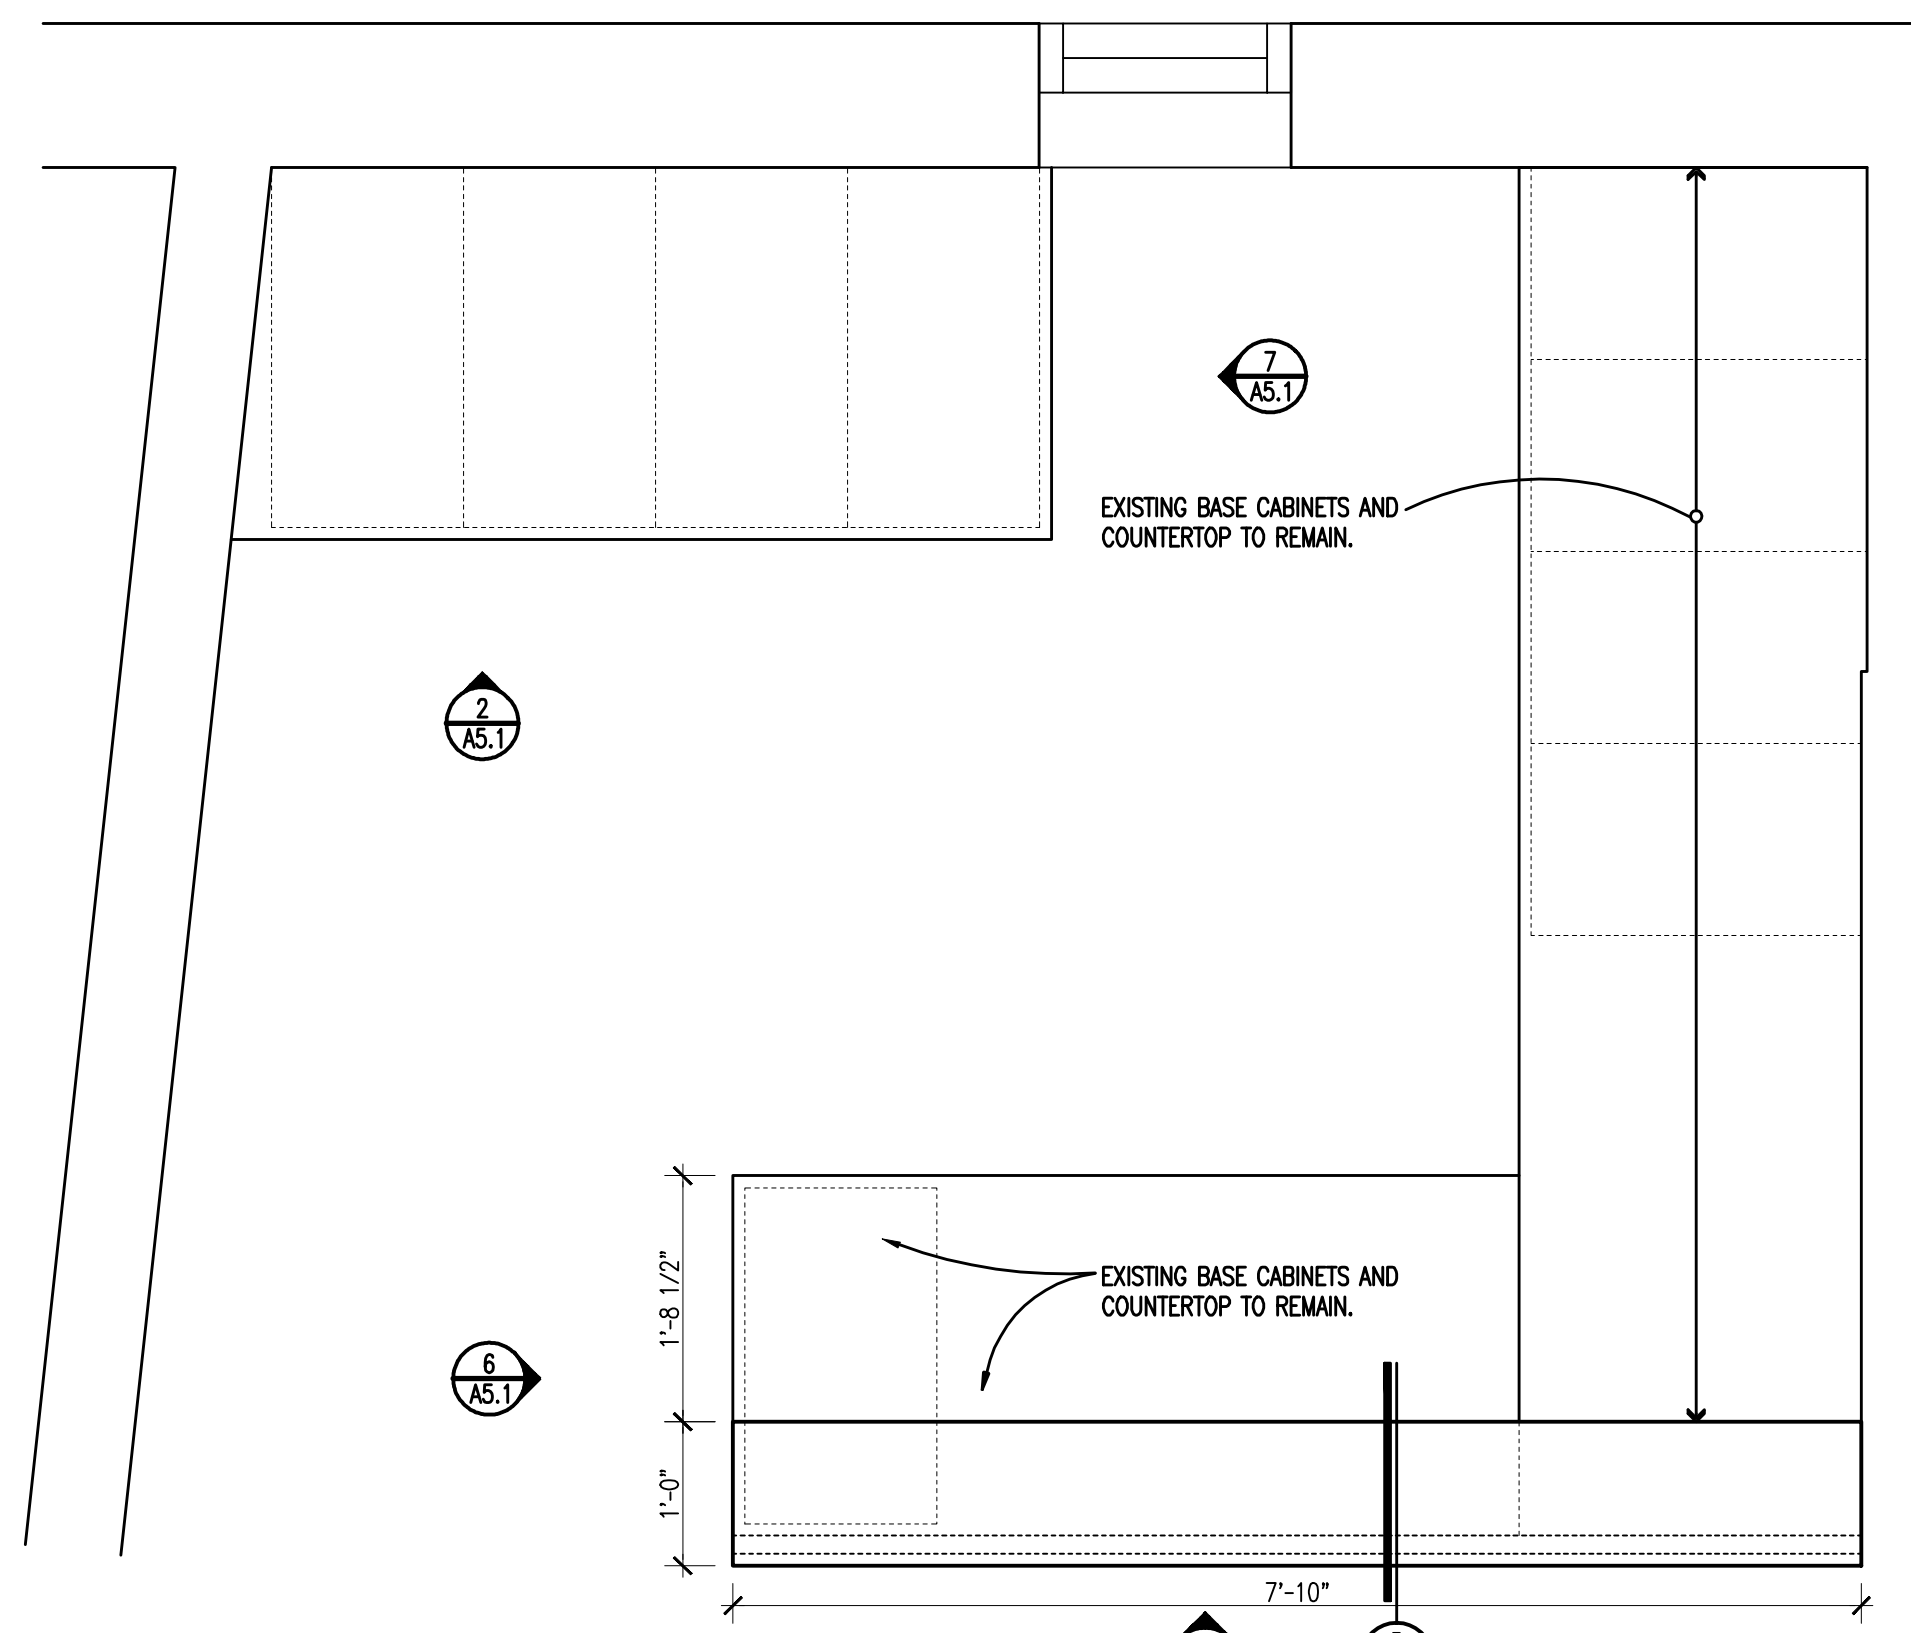 7
A5.1
EXISTING BASE CABINETS AND
COUNTERTOP TO REMAIN.
2
A5.1
1'-8 1/2"
EXISTING BASE CABINETS AND
COUNTERTOP TO REMAIN.
6
A5.1
1'-0"
7'-10"